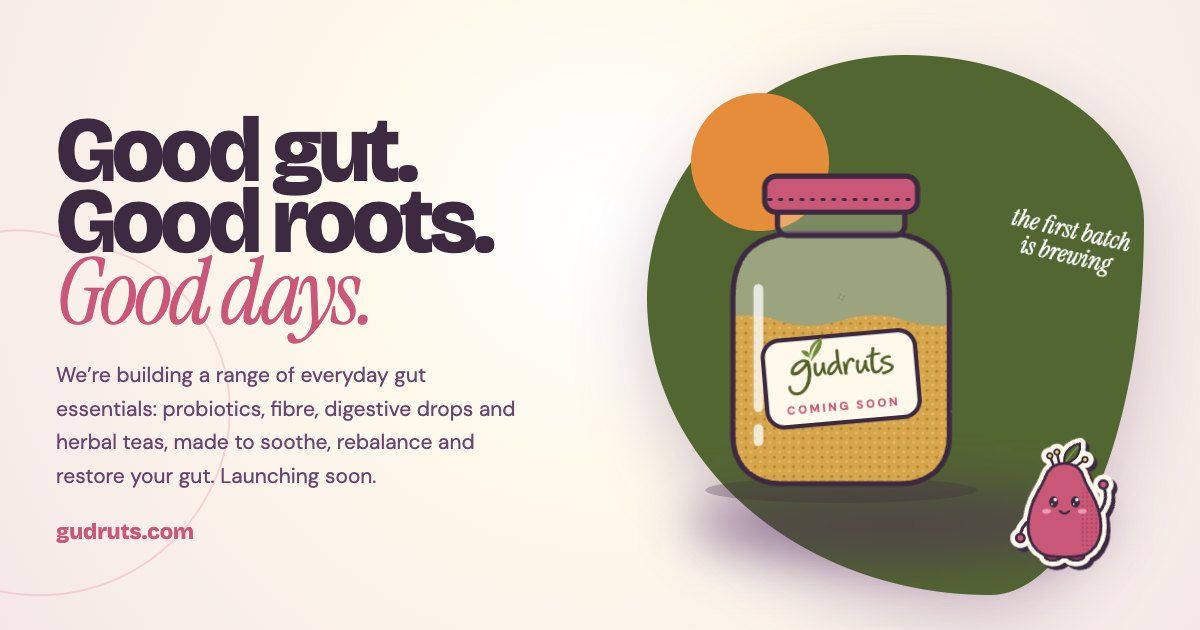 Good gut.
Good roots.
Good days.
We’re building a range of everyday gut
essentials: probiotics, fibre, digestive drops and
herbal teas, made to soothe, rebalance and
restore your gut. Launching soon.
gudruts.com
the first batch
is brewing
gudruts
COMING SOON